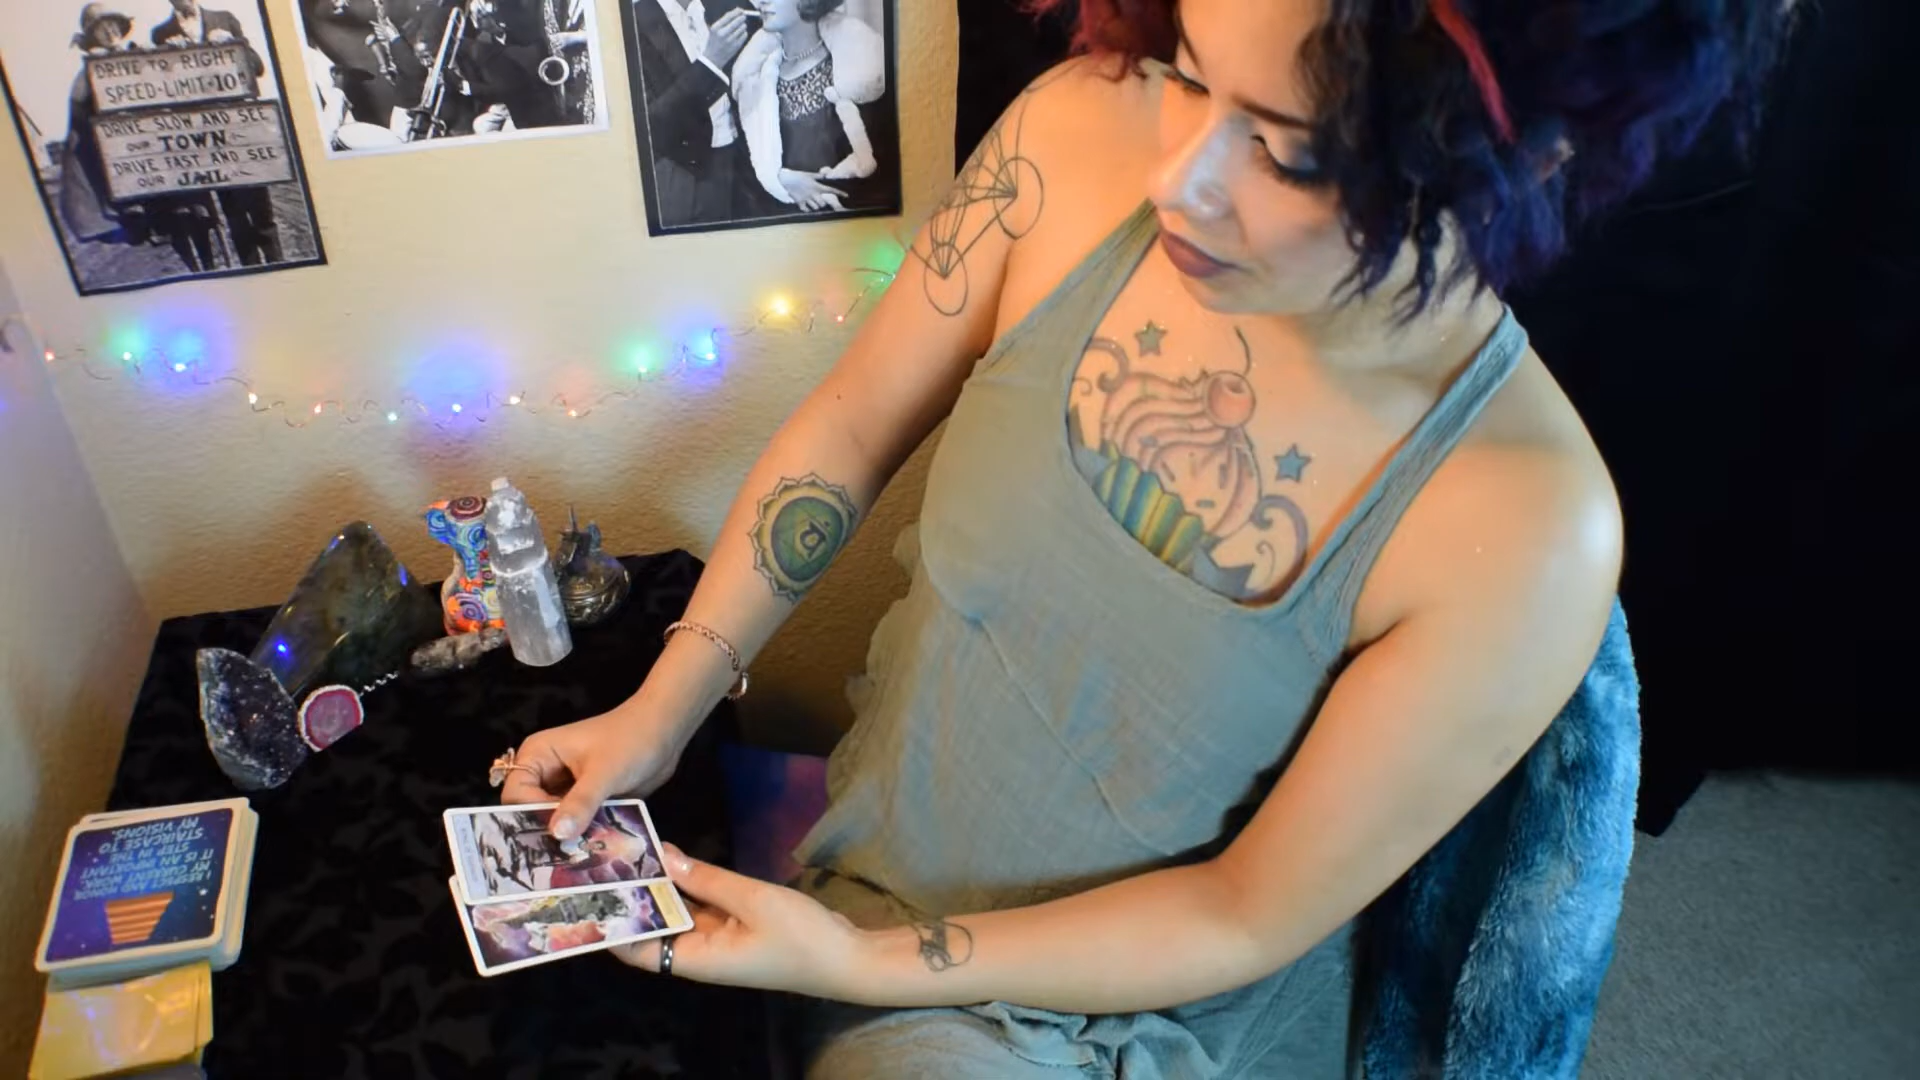 DRIVE TO RIGHT
SPEED-LIMIT-10
DRIVE SLOW AND SEE
OUR TOWN
DRIVE FAST AND SEE
OUR JAIL
I RESPECT AND HONOR
MY CURRENT WORK.
IT IS AN IMPORTANT
STEP IN THE
STAIRCASE TO
MY VISIONS.